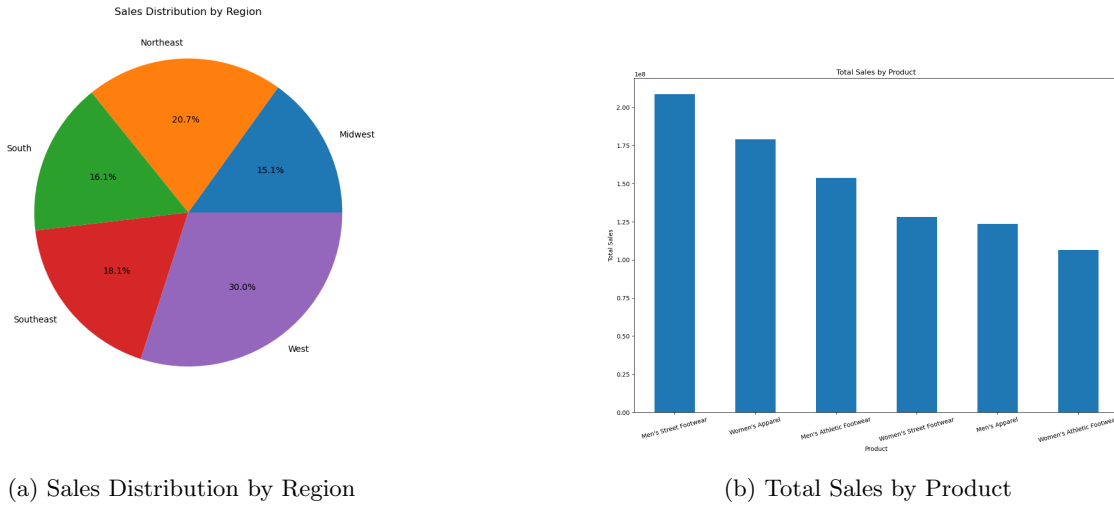 Sales Distribution by Region
Northeast
20.7%
Midwest
15.1%
South
16.1%
18.1%
Southeast
30.0%
West
(a) Sales Distribution by Region
1e8
Total Sales by Product
2.00
1.75
1.50
1.25
1.00
0.75
0.50
0.25
0.00
Total Sales
Men's Street Footwear
Women's Apparel
Men's Athletic Footwear
Women's Street Footwear
Men's Apparel
Women's Athletic Footwea
Product
(b) Total Sales by Product